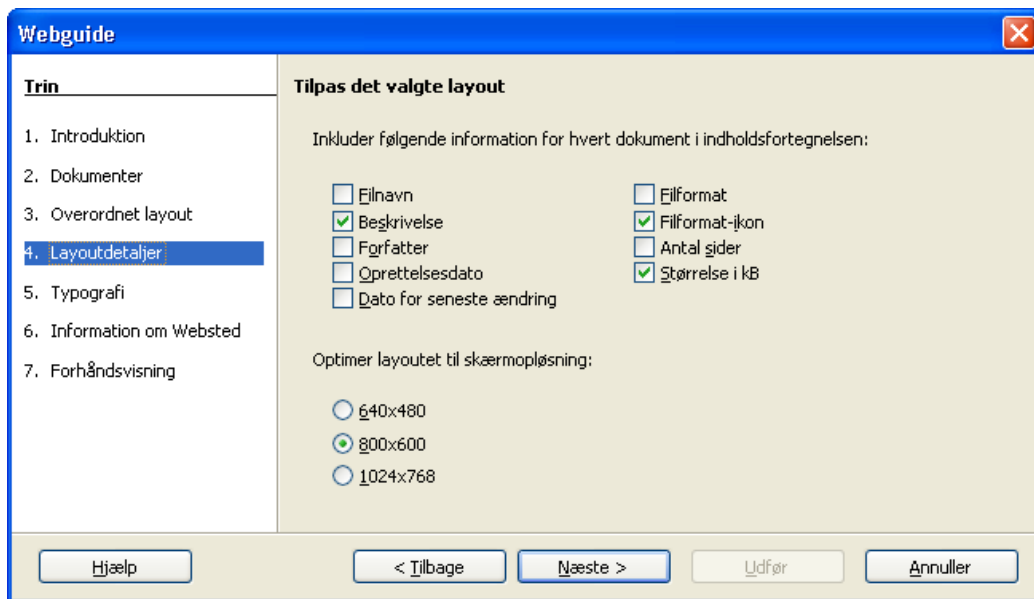 Webguide
Trin
1. Introduktion
2. Dokumenter
3. Overordnet layout
4. Layoutdetaljer
5. Typografi
6. Information om Websted
7. Forhåndsvisning
Tilpas det valgte layout
Inkluder følgende information for hvert dokument i indholdsfortegnelsen:
Filnavn
Beskrivelse
Forfatter
Oprettelsesdato
Dato for seneste ændring
Filformat
Filformat-ikon
Antal sider
Størrelse i kB
Optimer layoutet til skærmopløsning:
640x480
800x600
1024x768
Hjælp
< Tilbage
Næste >
Udfør
Annuller